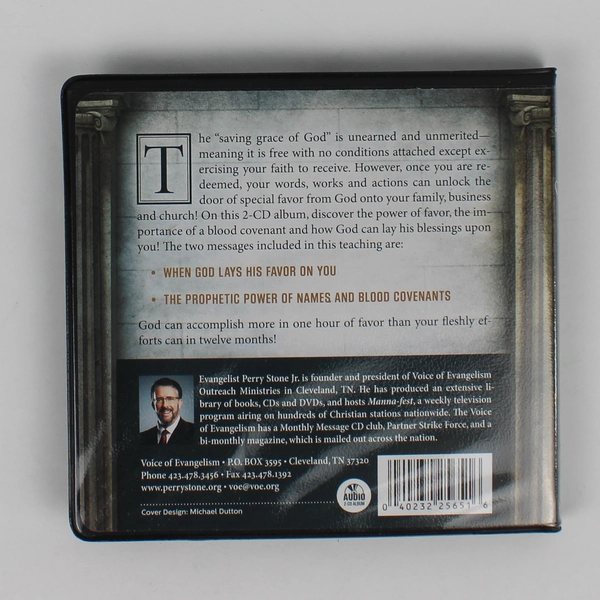 The “saving grace of God” is unearned and unmerited—
meaning it is free with no conditions attached except ex-
ercising your faith to receive. However, once you are re-
deemed, your words, works and actions can unlock the
door of special favor from God onto your family, business
and church! On this 2-CD album, discover the power of favor, the im-
portance of a blood covenant and how God can lay his blessings upon
you! The two messages included in this teaching are:
• WHEN GOD LAYS HIS FAVOR ON YOU
• THE PROPHETIC POWER OF NAMES AND BLOOD COVENANTS
God can accomplish more in one hour of favor than your fleshly ef-
forts can in twelve months!
Evangelist Perry Stone Jr. is founder and president of Voice of Evangelism
Outreach Ministries in Cleveland, TN. He has produced an extensive li-
brary of books, CDs and DVDs, and hosts Manna-fest, a weekly television
program airing on hundreds of Christian stations nationwide. The Voice
of Evangelism has a Monthly Message CD club, Partner Strike Force, and a
bi-monthly magazine, which is mailed out across the nation.
Voice of Evangelism • P.O. BOX 3595 • Cleveland, TN 37320
Phone 423.478.3456 • Fax 423.478.1392
www.perrystone.org • voe@voe.org
Cover Design: Michael Dutton
AUDIO
2-CD ALBUM
0 40232 25651 6